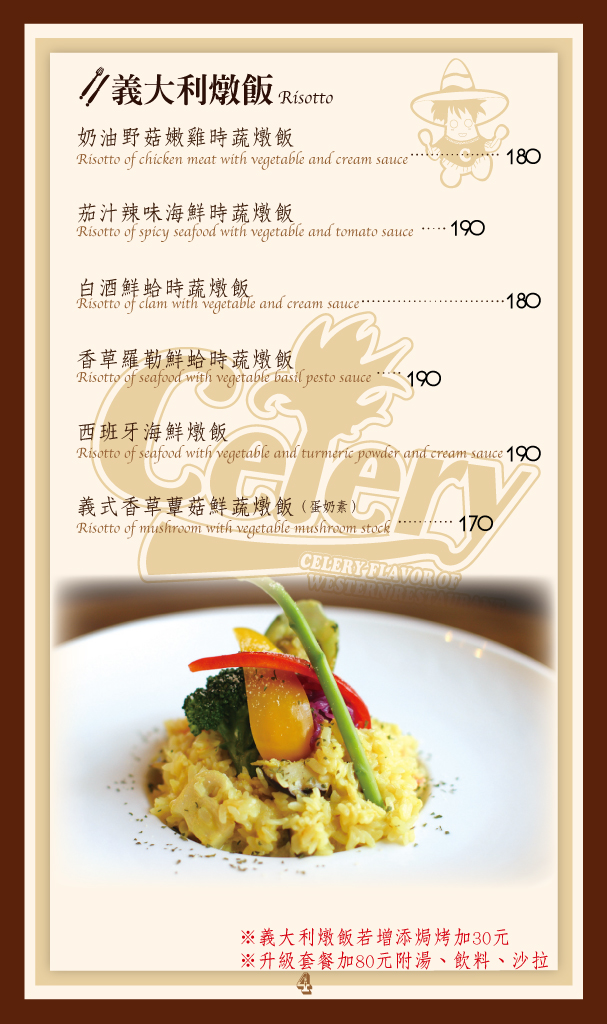 義大利燉飯 Risotto
奶油野菇嫩雞時蔬燉飯
Risotto of chicken meat with vegetable and cream sauce 180
茄汁辣味海鮮時蔬燉飯
Risotto of spicy seafood with vegetable and tomato sauce 190
白酒鮮蛤時蔬燉飯
Risotto of clam with vegetable and cream sauce 180
香草羅勒鮮蛤時蔬燉飯
Risotto of seafood with vegetable basil pesto sauce 190
西班牙海鮮燉飯
Risotto of seafood with vegetable and turmeric powder and cream sauce 190
義式香草蕈菇鮮蔬燉飯(蛋奶素)
Risotto of mushroom with vegetable mushroom stock 170
Celery
CELERY FLAVOR OF
WESTERN
※義大利燉飯若增添焗烤加30元
※升級套餐加80元附湯、飲料、沙拉
4